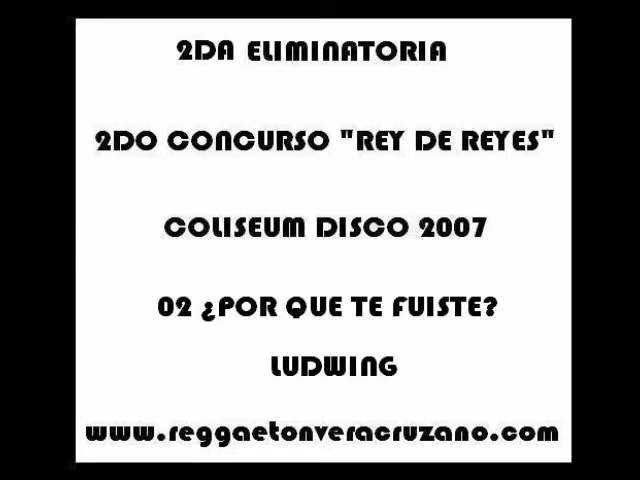 2DA ELIMINATORIA
2DO CONCURSO "REY DE REYES"
COLISEUM DISCO 2007
02 ¿POR QUE TE FUISTE?
LUDWING
www.reggaetonveracruzano.com